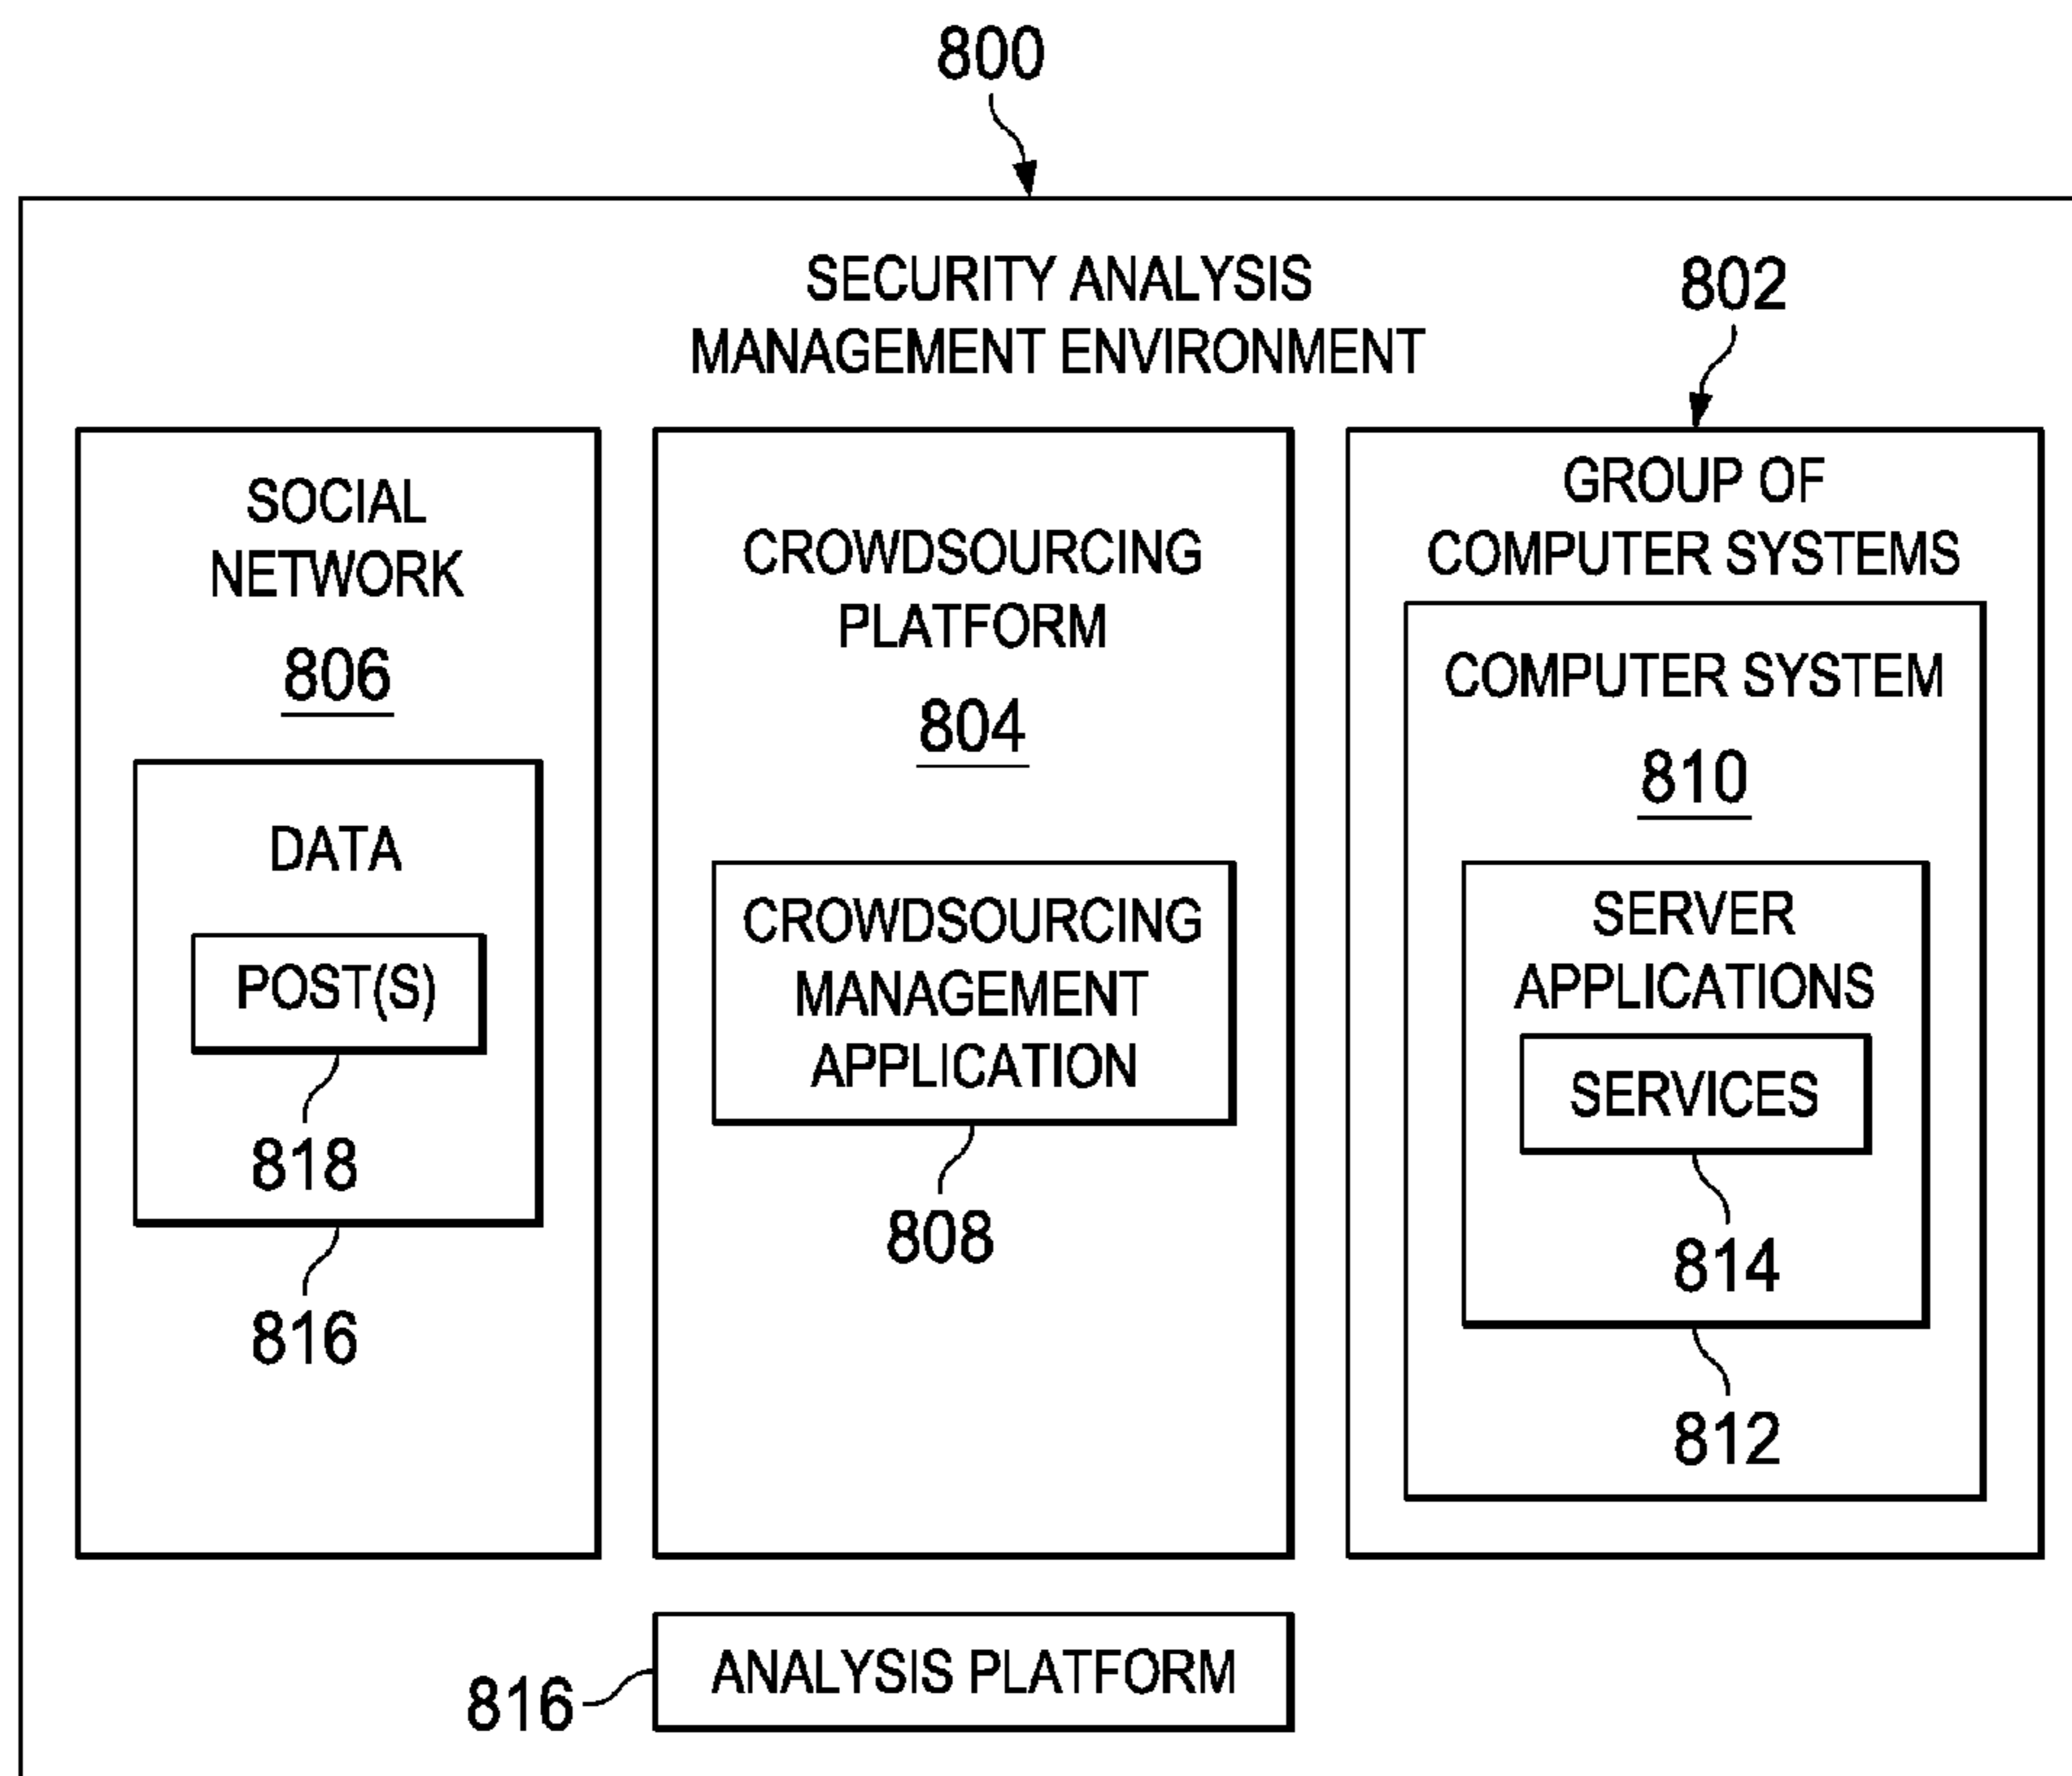 800
SECURITY ANALYSIS
MANAGEMENT ENVIRONMENT
802
SOCIAL
NETWORK
806
DATA
POST(S)
818
816
CROWDSOURCING
PLATFORM
804
CROWDSOURCING
MANAGEMENT
APPLICATION
808
GROUP OF
COMPUTER SYSTEMS
COMPUTER SYSTEM
810
SERVER
APPLICATIONS
SERVICES
814
812
816
ANALYSIS PLATFORM